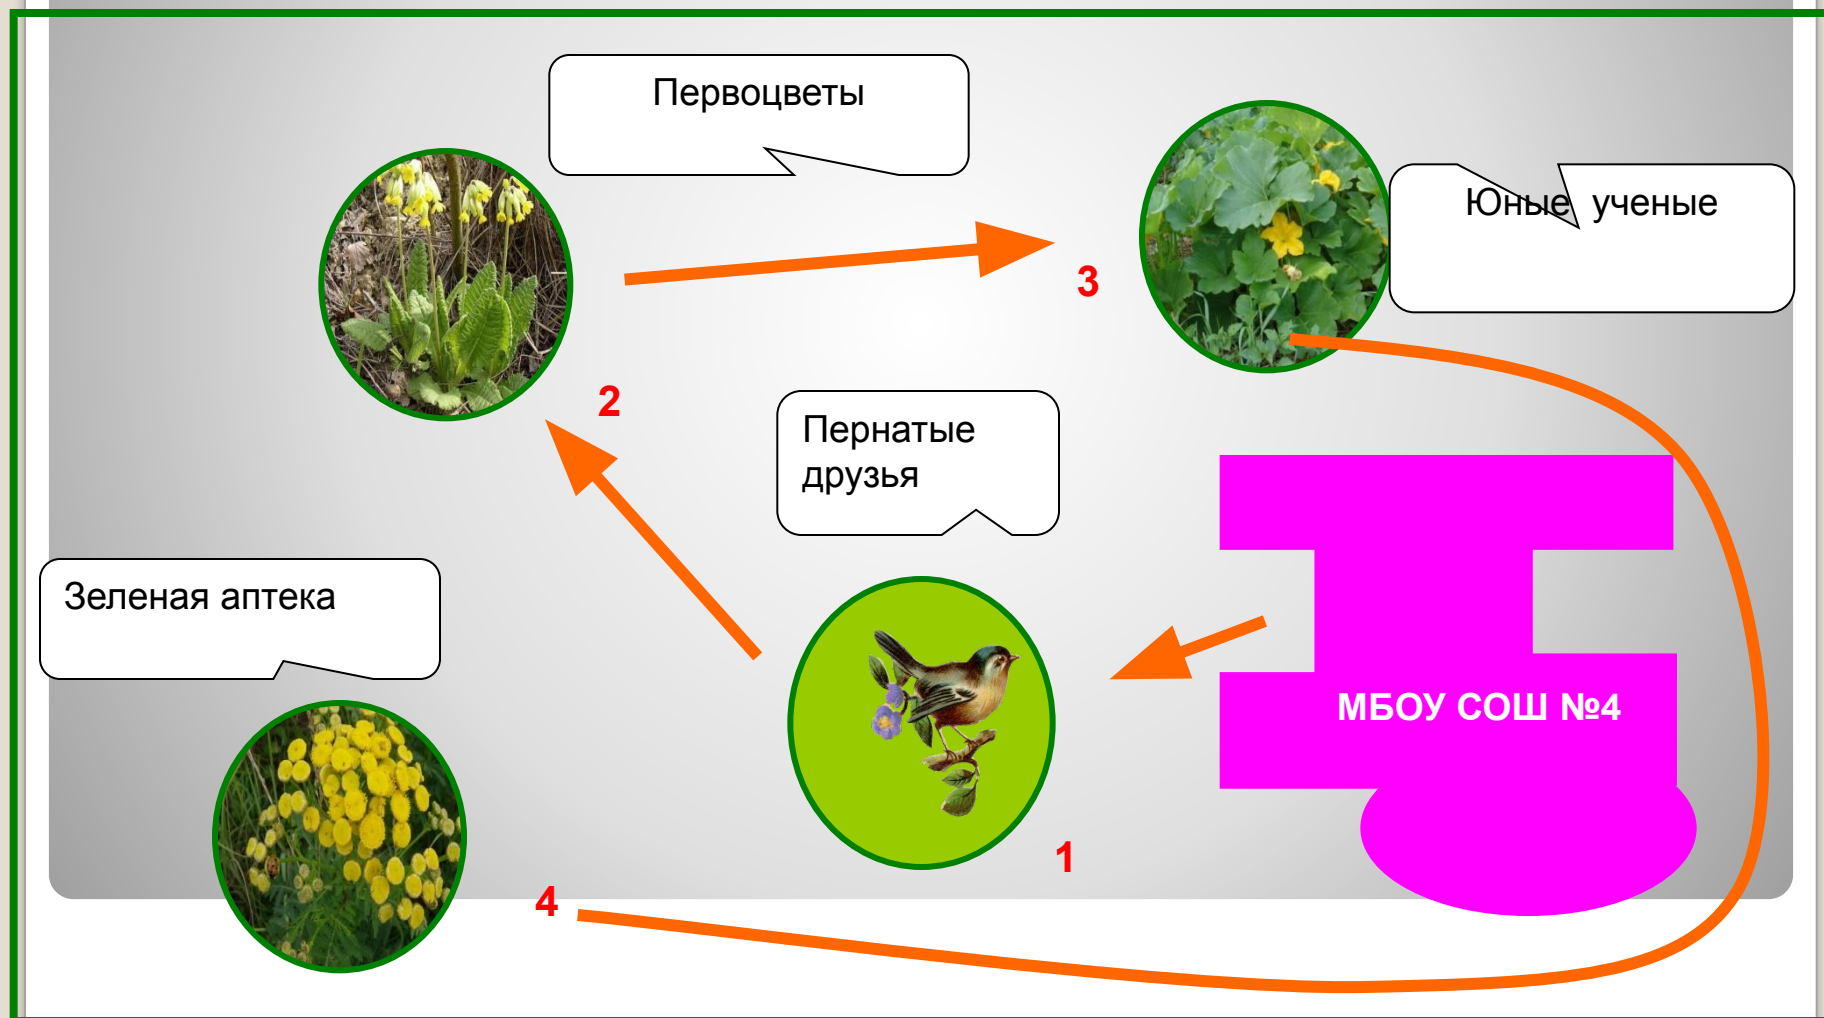 Первоцветы
Юные ученые
3
2
Пернатые
друзья
Зеленая аптека
МБОУ СОШ №4
1
4